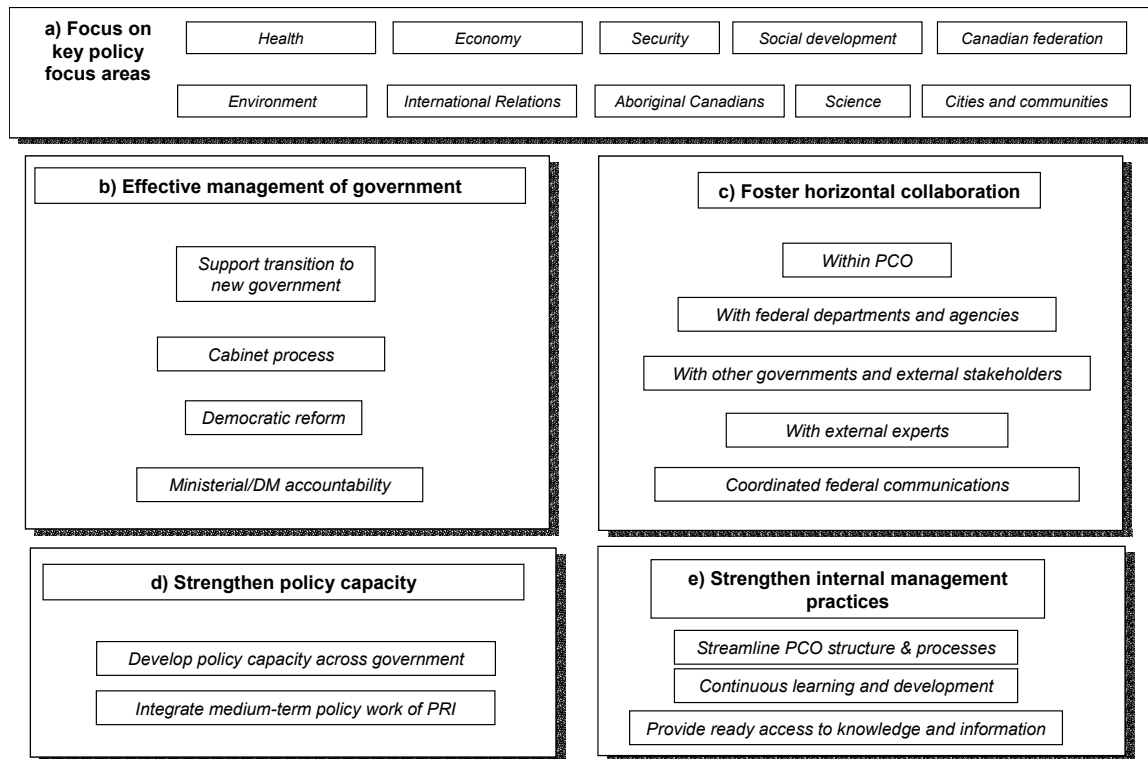 a) Focus on
key policy
focus areas
Health
Economy
Security
Social development
Canadian federation
Environment
International Relations
Aboriginal Canadians
Science
Cities and communities
b) Effective management of government
Support transition to
new government
Cabinet process
Democratic reform
Ministerial/DM accountability
c) Foster horizontal collaboration
Within PCO
With federal departments and agencies
With other governments and external stakeholders
With external experts
Coordinated federal communications
d) Strengthen policy capacity
Develop policy capacity across government
Integrate medium-term policy work of PRI
e) Strengthen internal management
practices
Streamline PCO structure & processes
Continuous learning and development
Provide ready access to knowledge and information